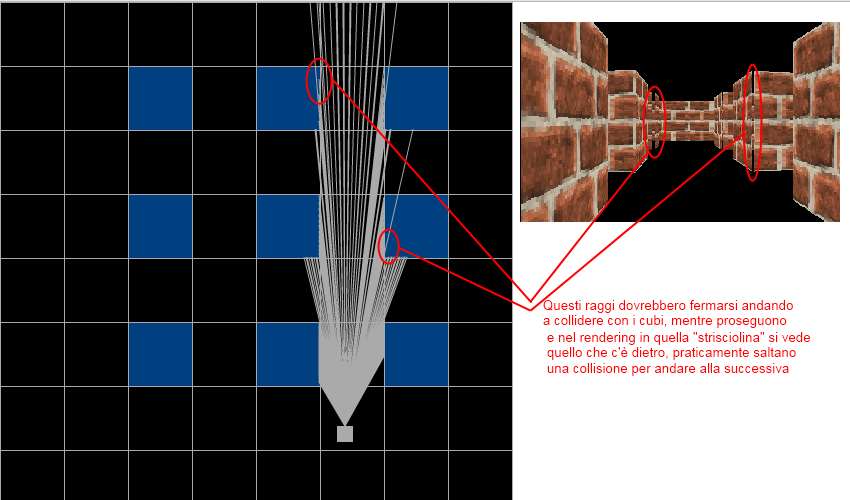 Questi raggi dovrebbero fermarsi andando
a collidere con i cubi, mentre proseguono
e nel rendering in quella "strisciolina" si vede
quello che c'è dietro, praticamente saltano
una collisione per andare alla successiva